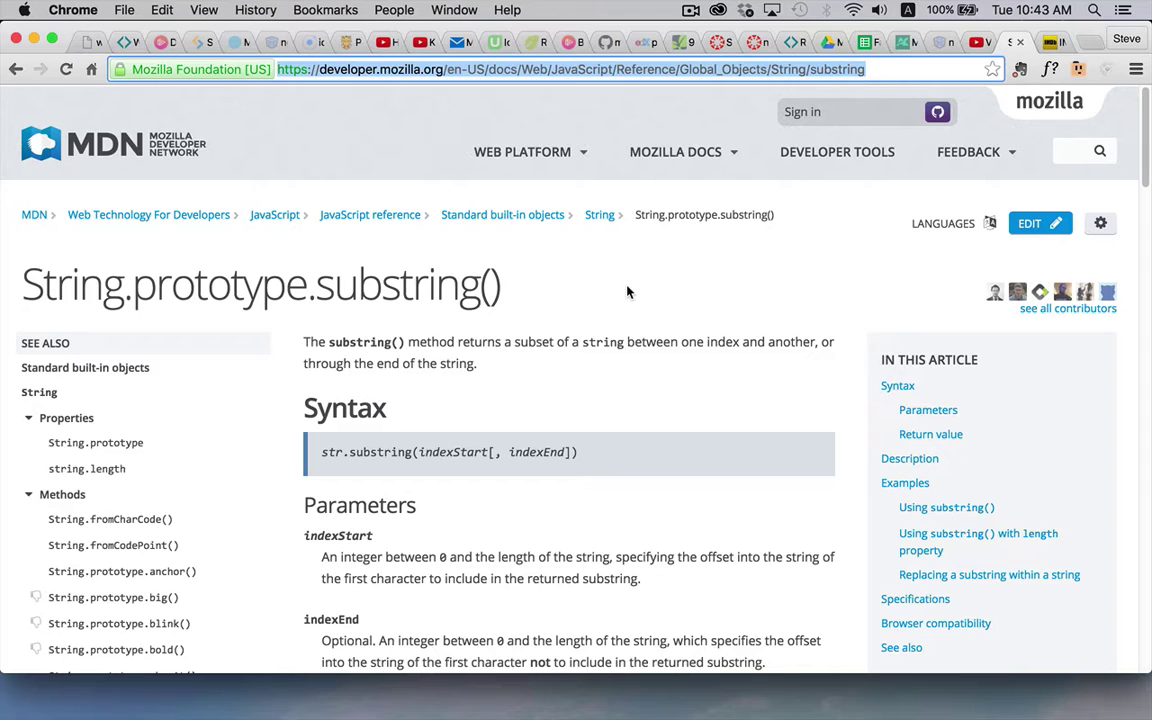 Chrome File Edit View History Bookmarks People Window Help 100% Tue 10:43 AM
Steve
Mozilla Foundation [US] https://developer.mozilla.org/en-US/docs/Web/JavaScript/Reference/Global_Objects/String/substring
mozilla
Sign in
MDN MOZILLA DEVELOPER NETWORK
WEB PLATFORM MOZILLA DOCS DEVELOPER TOOLS FEEDBACK
MDN Web Technology For Developers JavaScript JavaScript reference Standard built-in objects String String.prototype.substring()
LANGUAGES EDIT
String.prototype.substring()
see all contributors
SEE ALSO
Standard built-in objects
String
Properties
String.prototype
string.length
Methods
String.fromCharCode()
String.fromCodePoint()
String.prototype.anchor()
String.prototype.big()
String.prototype.blink()
String.prototype.bold()
The substring() method returns a subset of a string between one index and another, or
through the end of the string.
Syntax
str.substring(indexStart[, indexEnd])
Parameters
indexStart
An integer between 0 and the length of the string, specifying the offset into the string of
the first character to include in the returned substring.
indexEnd
Optional. An integer between 0 and the length of the string, which specifies the offset
into the string of the first character not to include in the returned substring.
IN THIS ARTICLE
Syntax
Parameters
Return value
Description
Examples
Using substring()
Using substring() with length
property
Replacing a substring within a string
Specifications
Browser compatibility
See also